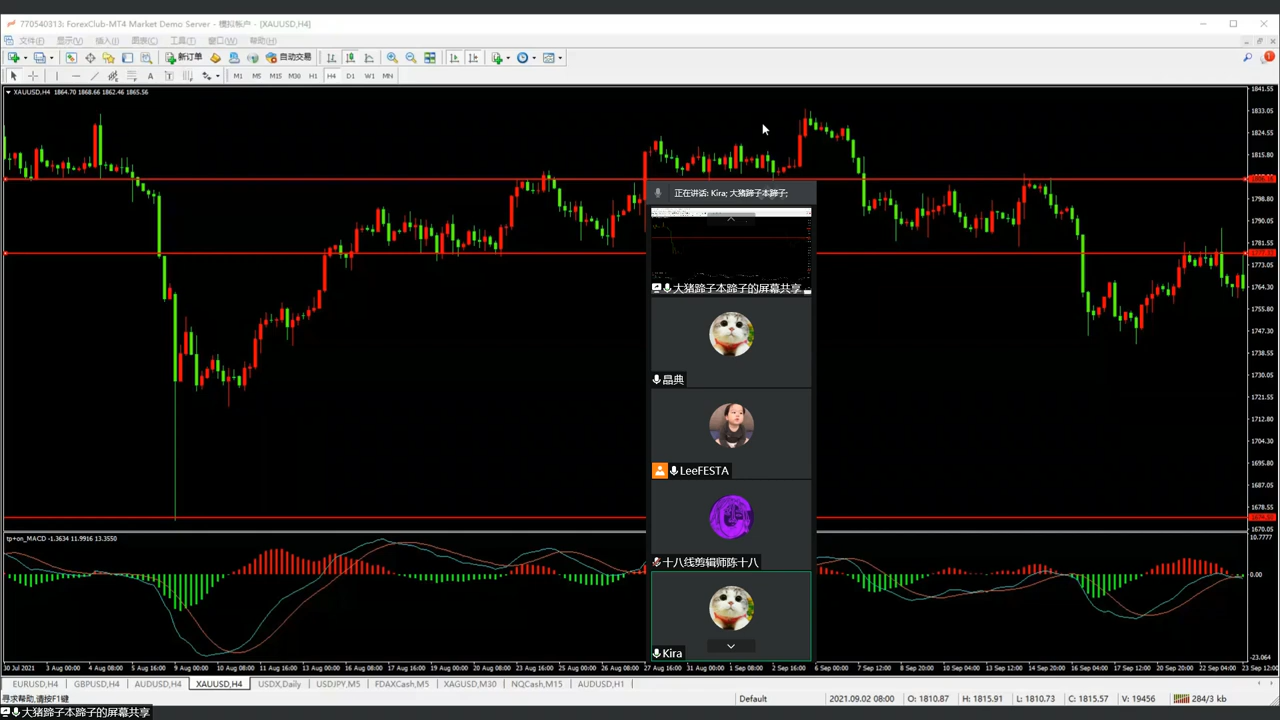 770540313: ForexClub-MT4 Market Demo Server - 模拟账户 - [XAUUSD,H4]
文件(F) 显示(V) 插入(I) 图表(C) 工具(T) 窗口(W) 帮助(H)
新订单 自动交易 1
A T M1 M5 M15 M30 H1 H4 D1 W1 MN
XAUUSD,H4 1864.70 1868.66 1862.46 1865.56
1841.55
1833.05
1824.55
1815.80
1807.30
1798.80
1790.05
1781.55
1773.05
1764.30
1755.80
1747.30
1738.55
1730.05
1721.55
1712.80
1704.30
1695.80
1687.05
1678.55
1670.05
正在讲话: Kira; 大猪蹄子本蹄子;
大猪蹄子本蹄子的屏幕共享
晶典
LeeFESTA
十八线剪辑师陈十八
Kira
tp+on_MACD -1.3634 11.9916 13.3550
10.7777
0.00
-23.064
30 Jul 2021 3 Aug 00:00 4 Aug 08:00 5 Aug 16:00 9 Aug 00:00 10 Aug 08:00 11 Aug 16:00 13 Aug 00:00 16 Aug 08:00 17 Aug 16:00 19 Aug 00:00 20 Aug 08:00 23 Aug 16:00 25 Aug 00:00 26 Aug 08:00 27 Aug 16:00 31 Aug 00:00 1 Sep 08:00 2 Sep 16:00 6 Sep 00:00 7 Sep 12:00 8 Sep 20:00 10 Sep 04:00 13 Sep 12:00 14 Sep 20:00 16 Sep 04:00 17 Sep 12:00 20 Sep 20:00 22 Sep 04:00 23 Sep 12:00
EURUSD,H4 GBPUSD,H4 AUDUSD,H4 XAUUSD,H4 USDX,Daily USDJPY,M5 FDAXCash,M5 XAGUSD,M30 NQCash,M15 AUDUSD,H1
寻求帮助,请按F1键 Default 2021.09.02 08:00 O: 1810.87 H: 1815.91 L: 1810.73 C: 1815.57 V: 19456 284/3 kb
大猪蹄子本蹄子的屏幕共享